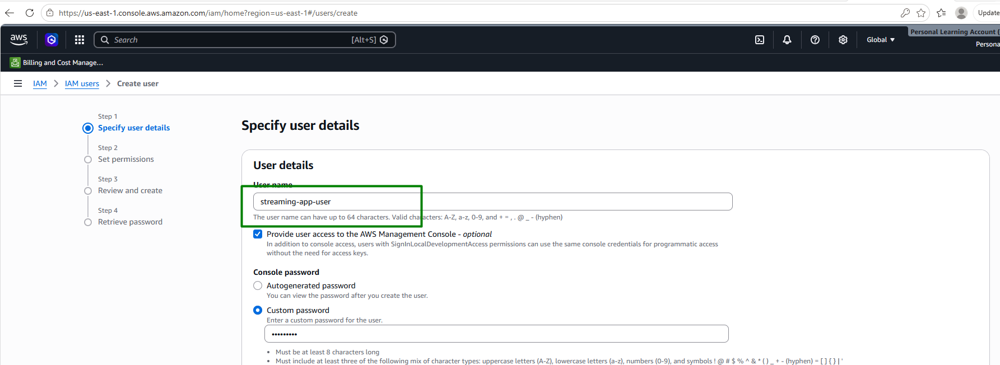 https://us-east-1.console.aws.amazon.com/iam/home?region=us-east-1#/users/create
Update
aws
Search
[Alt+S]
Global
Personal Learning Account (
Persona
Billing and Cost Manage...
IAM
IAM users
Create user
Step 1
Specify user details
Step 2
Set permissions
Step 3
Review and create
Step 4
Retrieve password
Specify user details
User details
User name
streaming-app-user
The user name can have up to 64 characters. Valid characters: A-Z, a-z, 0-9, and + = , . @ _ - (hyphen)
Provide user access to the AWS Management Console - optional
In addition to console access, users with SignInLocalDevelopmentAccess permissions can use the same console credentials for programmatic access
without the need for access keys.
Console password
Autogenerated password
You can view the password after you create the user.
Custom password
Enter a custom password for the user.
•••••••••
• Must be at least 8 characters long
• Must include at least three of the following mix of character types: uppercase letters (A-Z), lowercase letters (a-z), numbers (0-9), and symbols ! @ # $ % ^ & * ( ) _ + - (hyphen) = [ ] { } | '